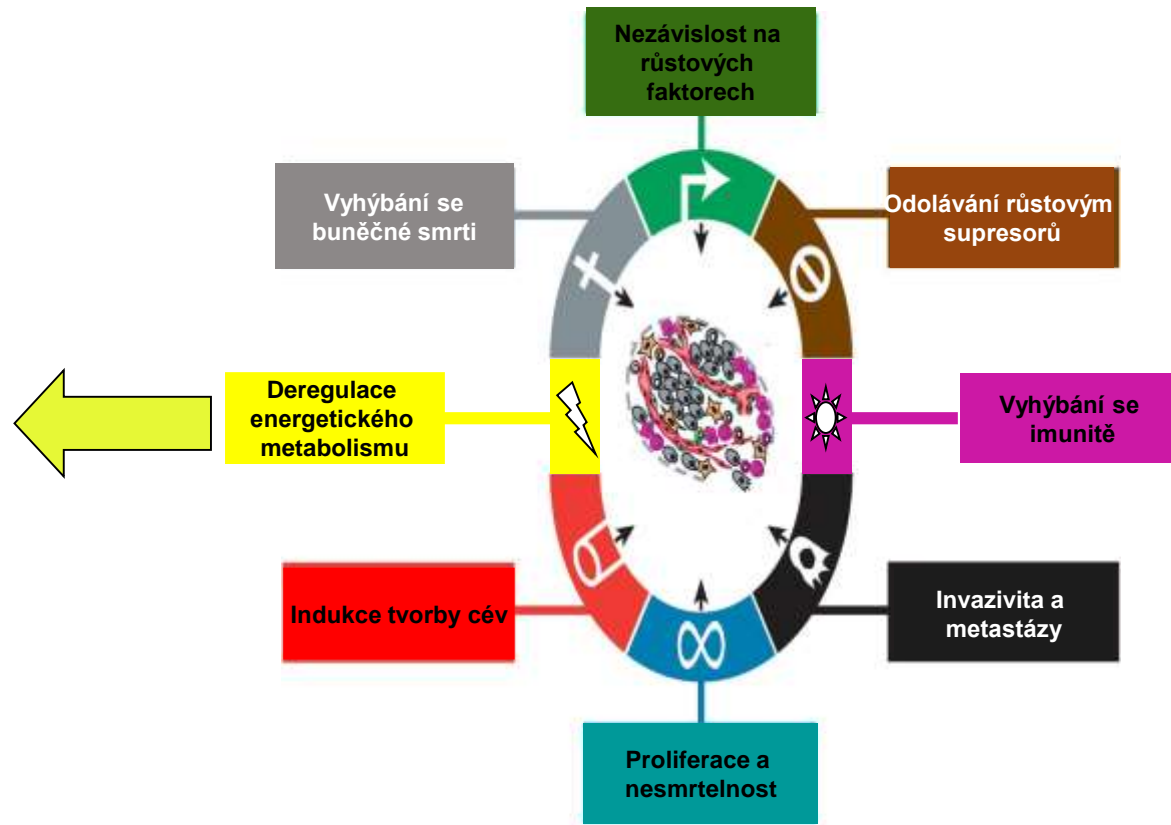 Nezávislost na
růstových
faktorech
Vyhýbání se
buněčné smrti
Odolávání růstovým
supresorů
Deregulace
energetického
metabolismu
Vyhýbání se
imunitě
Indukce tvorby cév
Invazivita a
metastázy
Proliferace a
nesmrtelnost